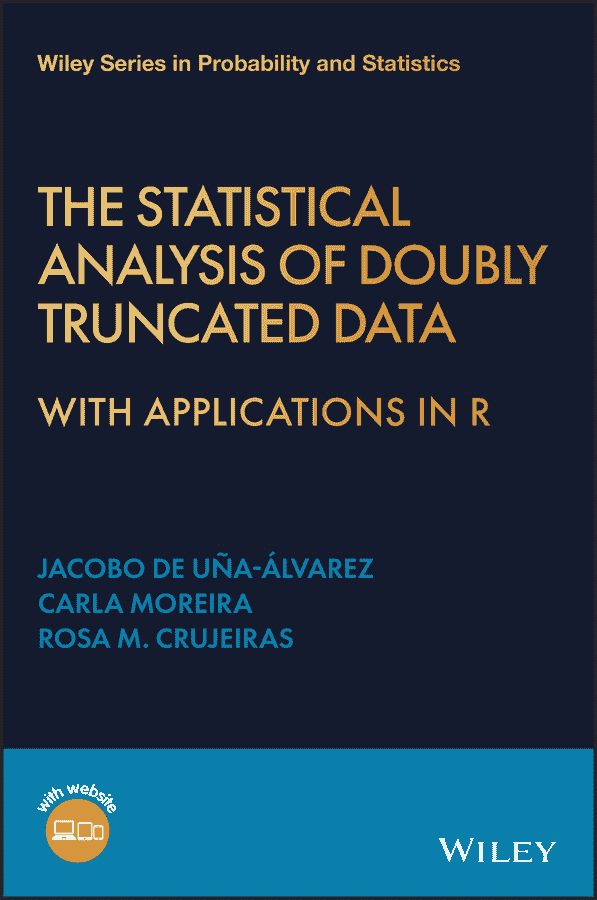 Wiley Series in Probability and Statistics
THE STATISTICAL
ANALYSIS OF DOUBLY
TRUNCATED DATA
WITH APPLICATIONS IN R
JACOBO DE UÑA-ÁLVAREZ
CARLA MOREIRA
ROSA M. CRUJEIRAS
with website
WILEY